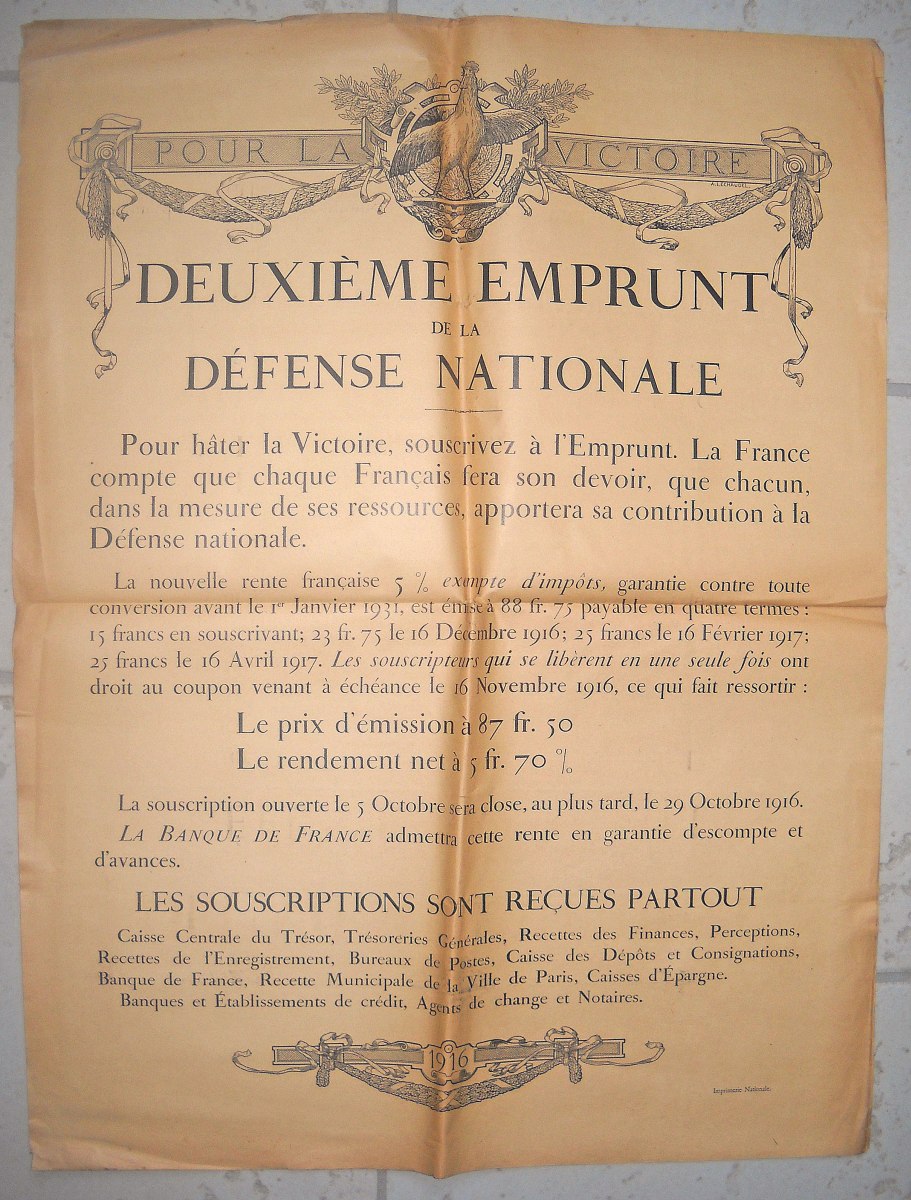 POUR LA VICTOIRE
A. LECHAUDEL
DEUXIÈME EMPRUNT
DE LA
DÉFENSE NATIONALE
Pour hâter la Victoire, souscrivez à l'Emprunt. La France
compte que chaque Français fera son devoir, que chacun,
dans la mesure de ses ressources, apportera sa contribution à la
Défense nationale.
La nouvelle rente française 5 % exempte d'impôts, garantie contre toute
conversion avant le 1er Janvier 1931, est émise à 88 fr. 75 payable en quatre termes :
15 francs en souscrivant; 23 fr. 75 le 16 Décembre 1916; 25 francs le 16 Février 1917;
25 francs le 16 Avril 1917. Les souscripteurs qui se libèrent en une seule fois ont
droit au coupon venant à échéance le 16 Novembre 1916, ce qui fait ressortir :
Le prix d'émission à 87 fr. 50
Le rendement net à 5 fr. 70 %
La souscription ouverte le 5 Octobre sera close, au plus tard, le 29 Octobre 1916.
LA BANQUE DE FRANCE admettra cette rente en garantie d'escompte et
d'avances.
LES SOUSCRIPTIONS SONT REÇUES PARTOUT
Caisse Centrale du Trésor, Trésoreries Générales, Recettes des Finances, Perceptions,
Recettes de l'Enregistrement, Bureaux de Postes, Caisse des Dépôts et Consignations,
Banque de France, Recette Municipale de la Ville de Paris, Caisses d'Épargne.
Banques et Établissements de crédit, Agents de change et Notaires.
1916
Imprimerie Nationale.